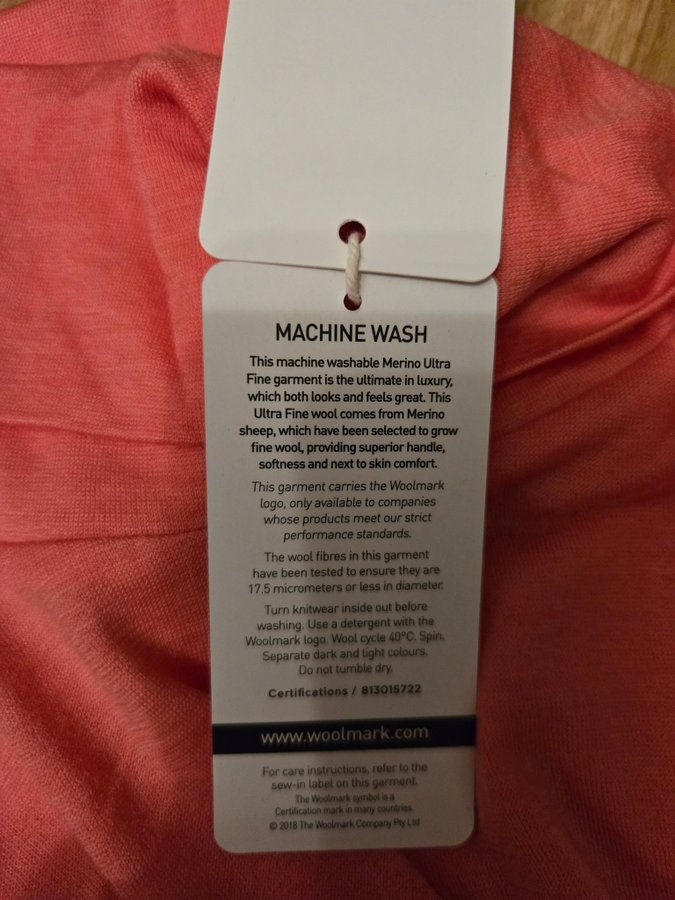 MACHINE WASH
This machine washable Merino Ultra
Fine garment is the ultimate in luxury,
which both looks and feels great. This
Ultra Fine wool comes from Merino
sheep, which have been selected to grow
fine wool, providing superior handle,
softness and next to skin comfort.
This garment carries the Woolmark
logo, only available to companies
whose products meet our strict
performance standards.
The wool fibres in this garment
have been tested to ensure they are
17.5 micrometers or less in diameter.
Turn knitwear inside out before
washing. Use a detergent with the
Woolmark logo. Wool cycle 40°C. Spin.
Separate dark and light colours.
Do not tumble dry.
Certifications / 813015722
www.woolmark.com
For care instructions, refer to the
sew-in label on this garment.
The Woolmark symbol is a
Certification mark in many countries.
© 2018 The Woolmark Company Pty Ltd